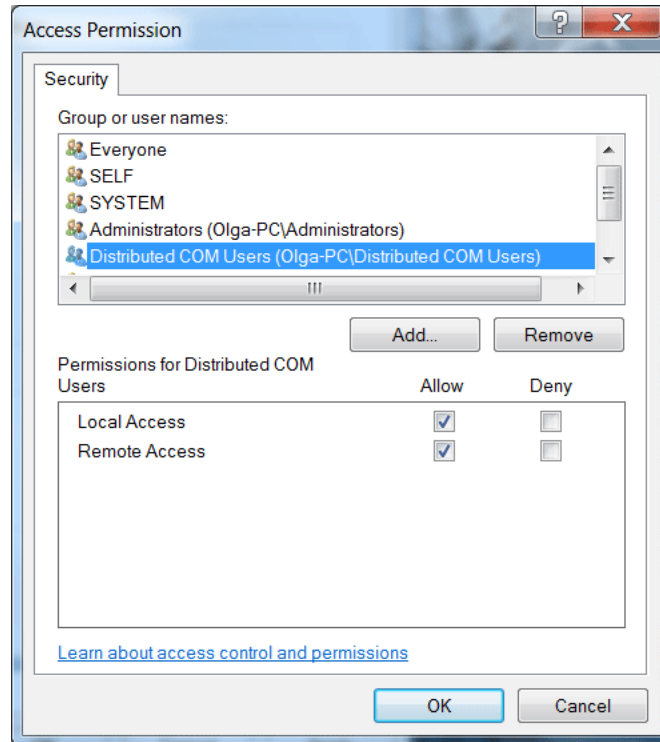 Access Permission
Security
Group or user names:
Everyone
SELF
SYSTEM
Administrators (Olga-PC\Administrators)
Distributed COM Users (Olga-PC\Distributed COM Users)
Add...
Remove
Permissions for Distributed COM
Users
Allow
Deny
Local Access
Remote Access
Learn about access control and permissions
OK
Cancel